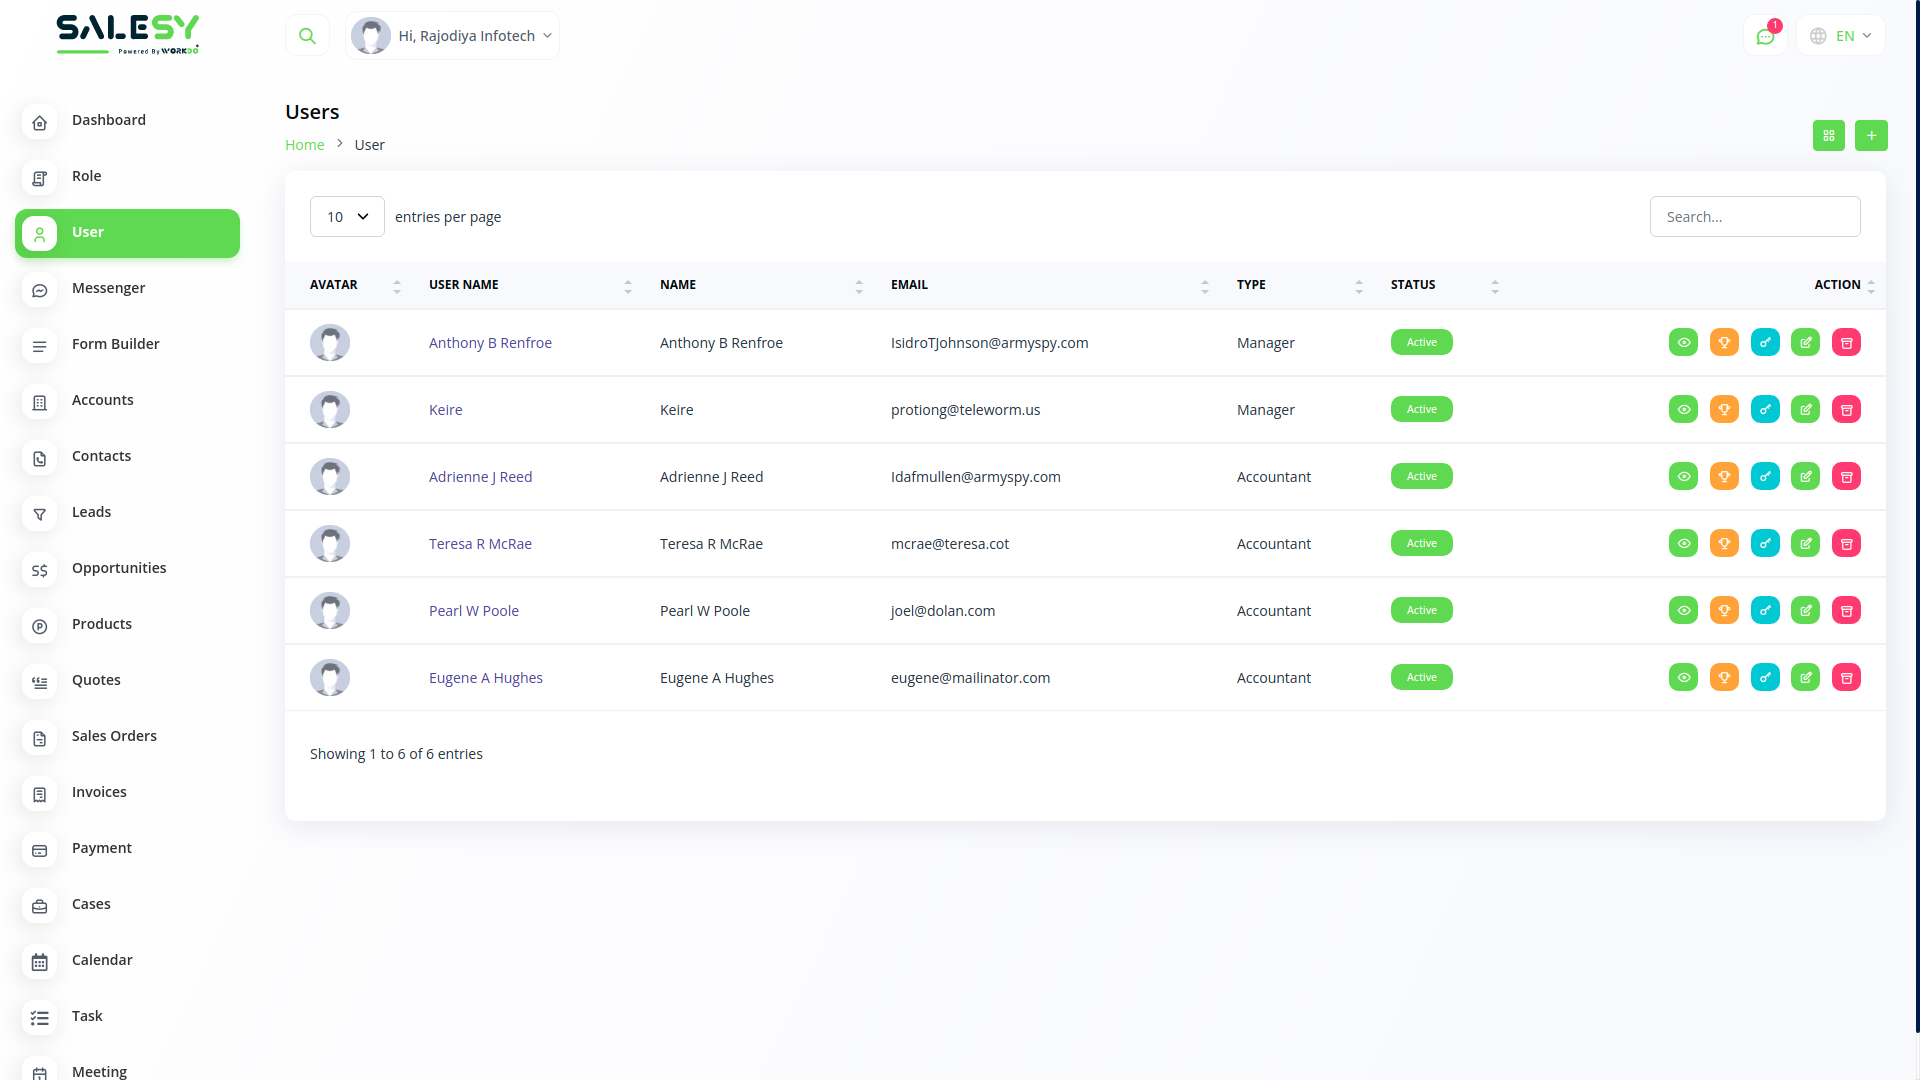 SALESY
Powered By WORKDO
Hi, Rajodiya Infotech
1
EN
Dashboard
Role
User
Messenger
Form Builder
Accounts
Contacts
Leads
S$ Opportunities
Products
Quotes
Sales Orders
Invoices
Payment
Cases
Calendar
Task
Meeting
Users
Home > User
10 entries per page
Search...
AVATAR USER NAME NAME EMAIL TYPE STATUS ACTION
Anthony B Renfroe Anthony B Renfroe IsidroTJohnson@armyspy.com Manager Active
Keire Keire protiong@teleworm.us Manager Active
Adrienne J Reed Adrienne J Reed Idafmullen@armyspy.com Accountant Active
Teresa R McRae Teresa R McRae mcrae@teresa.cot Accountant Active
Pearl W Poole Pearl W Poole joel@dolan.com Accountant Active
Eugene A Hughes Eugene A Hughes eugene@mailinator.com Accountant Active
Showing 1 to 6 of 6 entries